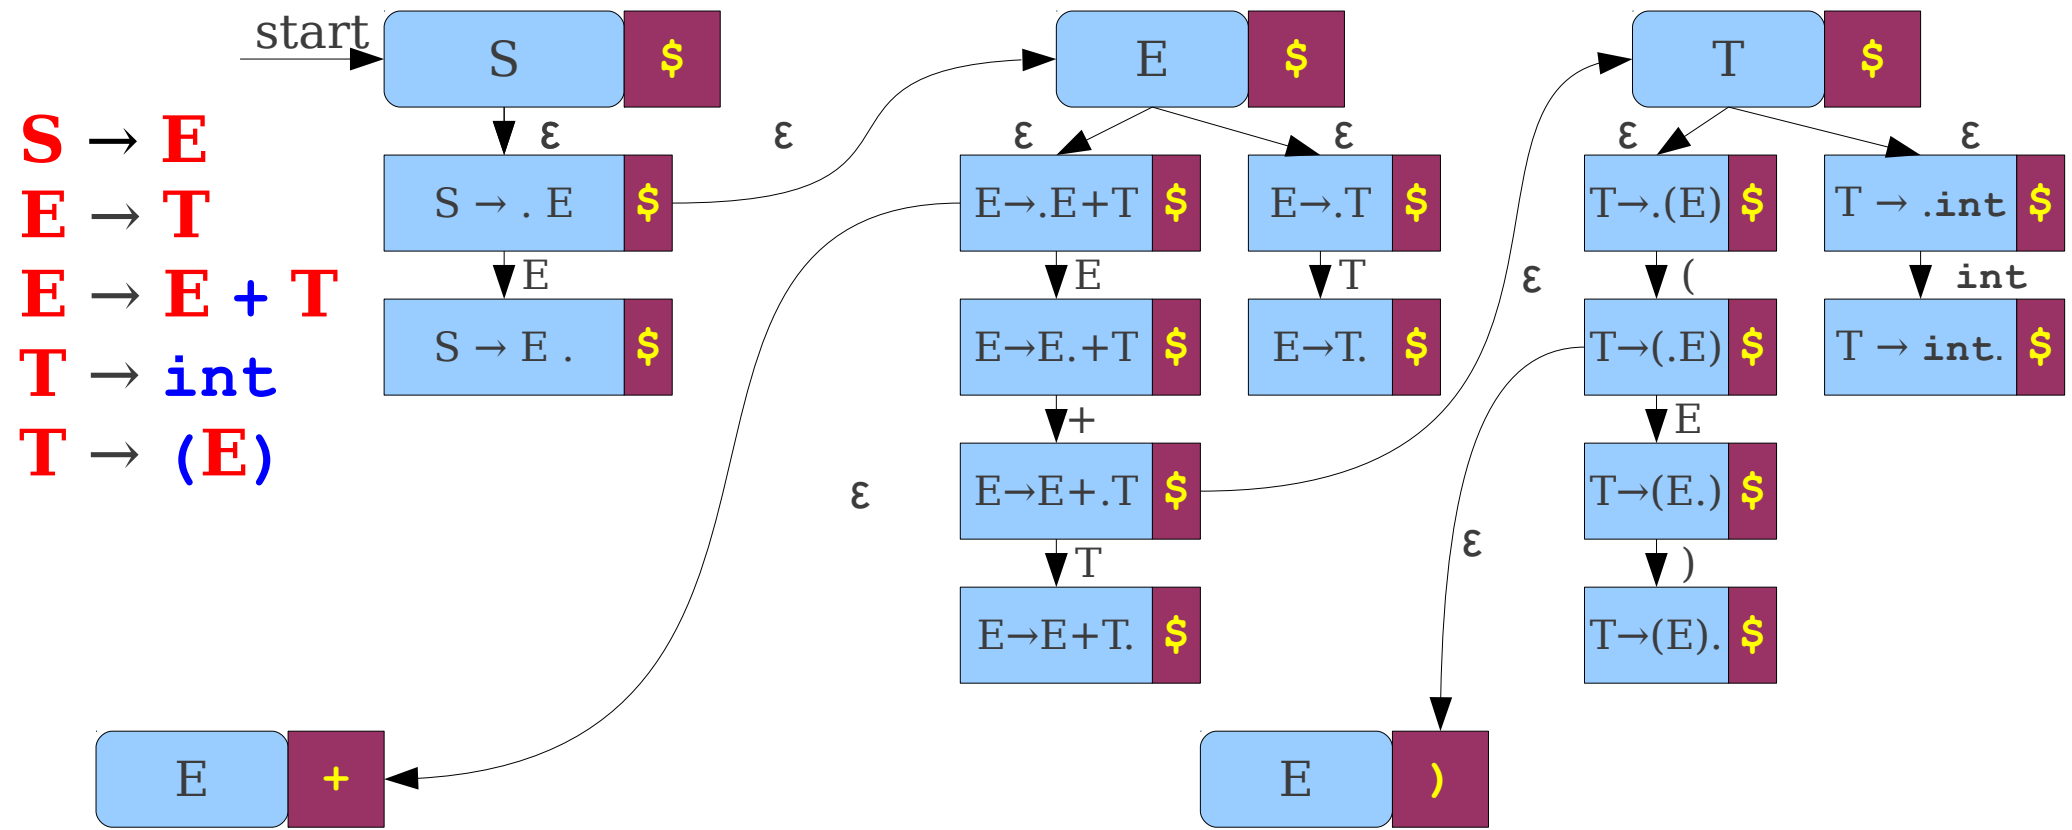 start
S $
E $
T $
S → E
E → T
E → E + T
T → int
T → (E)
ε
ε
ε
ε
ε
ε
S → . E $
E→.E+T $
E→.T $
T→.(E) $
T → .int $
E
E
T
ε
(
int
S → E . $
E→E.+T $
E→T. $
T→(.E) $
T → int. $
+
E
ε
E→E+.T $
T→(E.) $
T
ε
)
E→E+T. $
T→(E). $
E +
E )